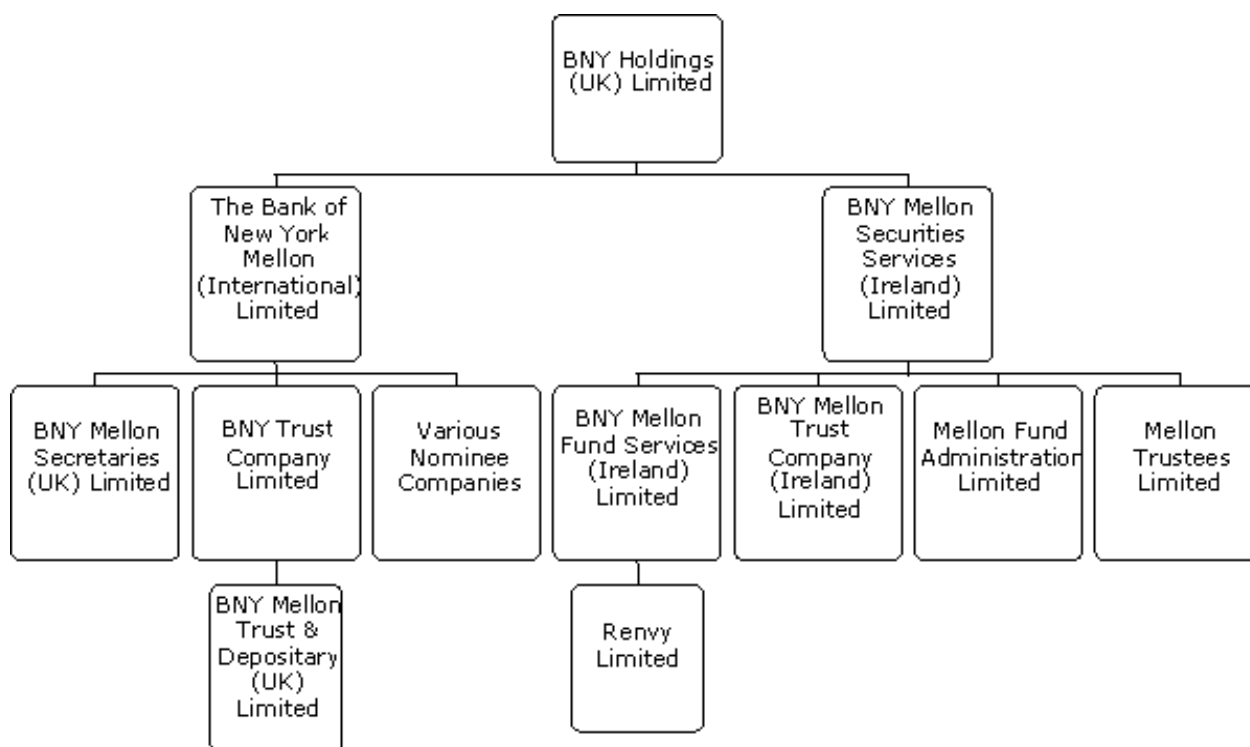 BNY Holdings
(UK) Limited
The Bank of
New York
Mellon
(International)
Limited
BNY Mellon
Securities
Services
(Ireland)
Limited
BNY Mellon
Secretaries
(UK) Limited
BNY Trust
Company
Limited
Various
Nominee
Companies
BNY Mellon
Fund Services
(Ireland)
Limited
BNY Mellon
Trust
Company
(Ireland)
Limited
Mellon Fund
Administration
Limited
Mellon
Trustees
Limited
BNY Mellon
Trust &
Depositary
(UK)
Limited
Renvy
Limited